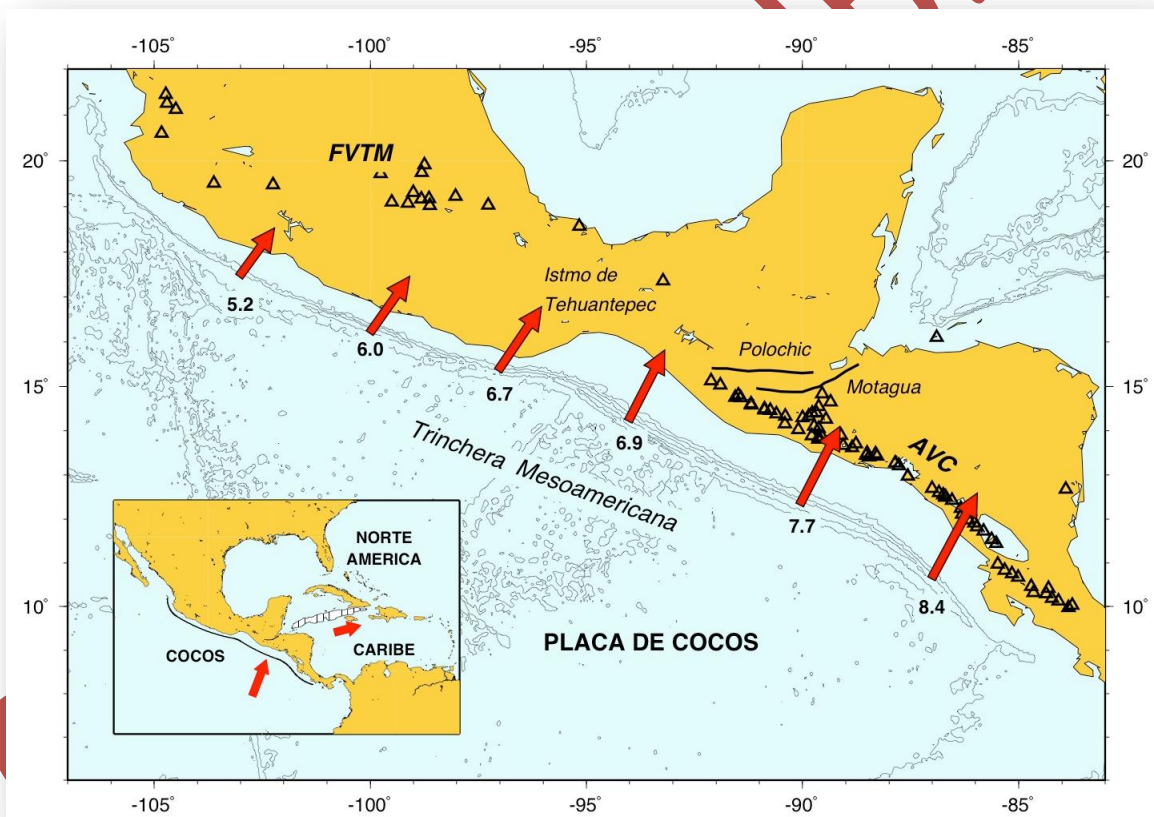 -105° -100° -95° -90° -85°
20° 20°
FVTM
Istmo de
Tehuantepec
5.2
6.0
Polochic
15° 15°
6.7
Motagua
6.9
AVC
Trinchera Mesoamericana
7.7
NORTE
AMERICA
10° 10°
8.4
PLACA DE COCOS
CARIBE
COCOS
-105° -100° -95° -90° -85°